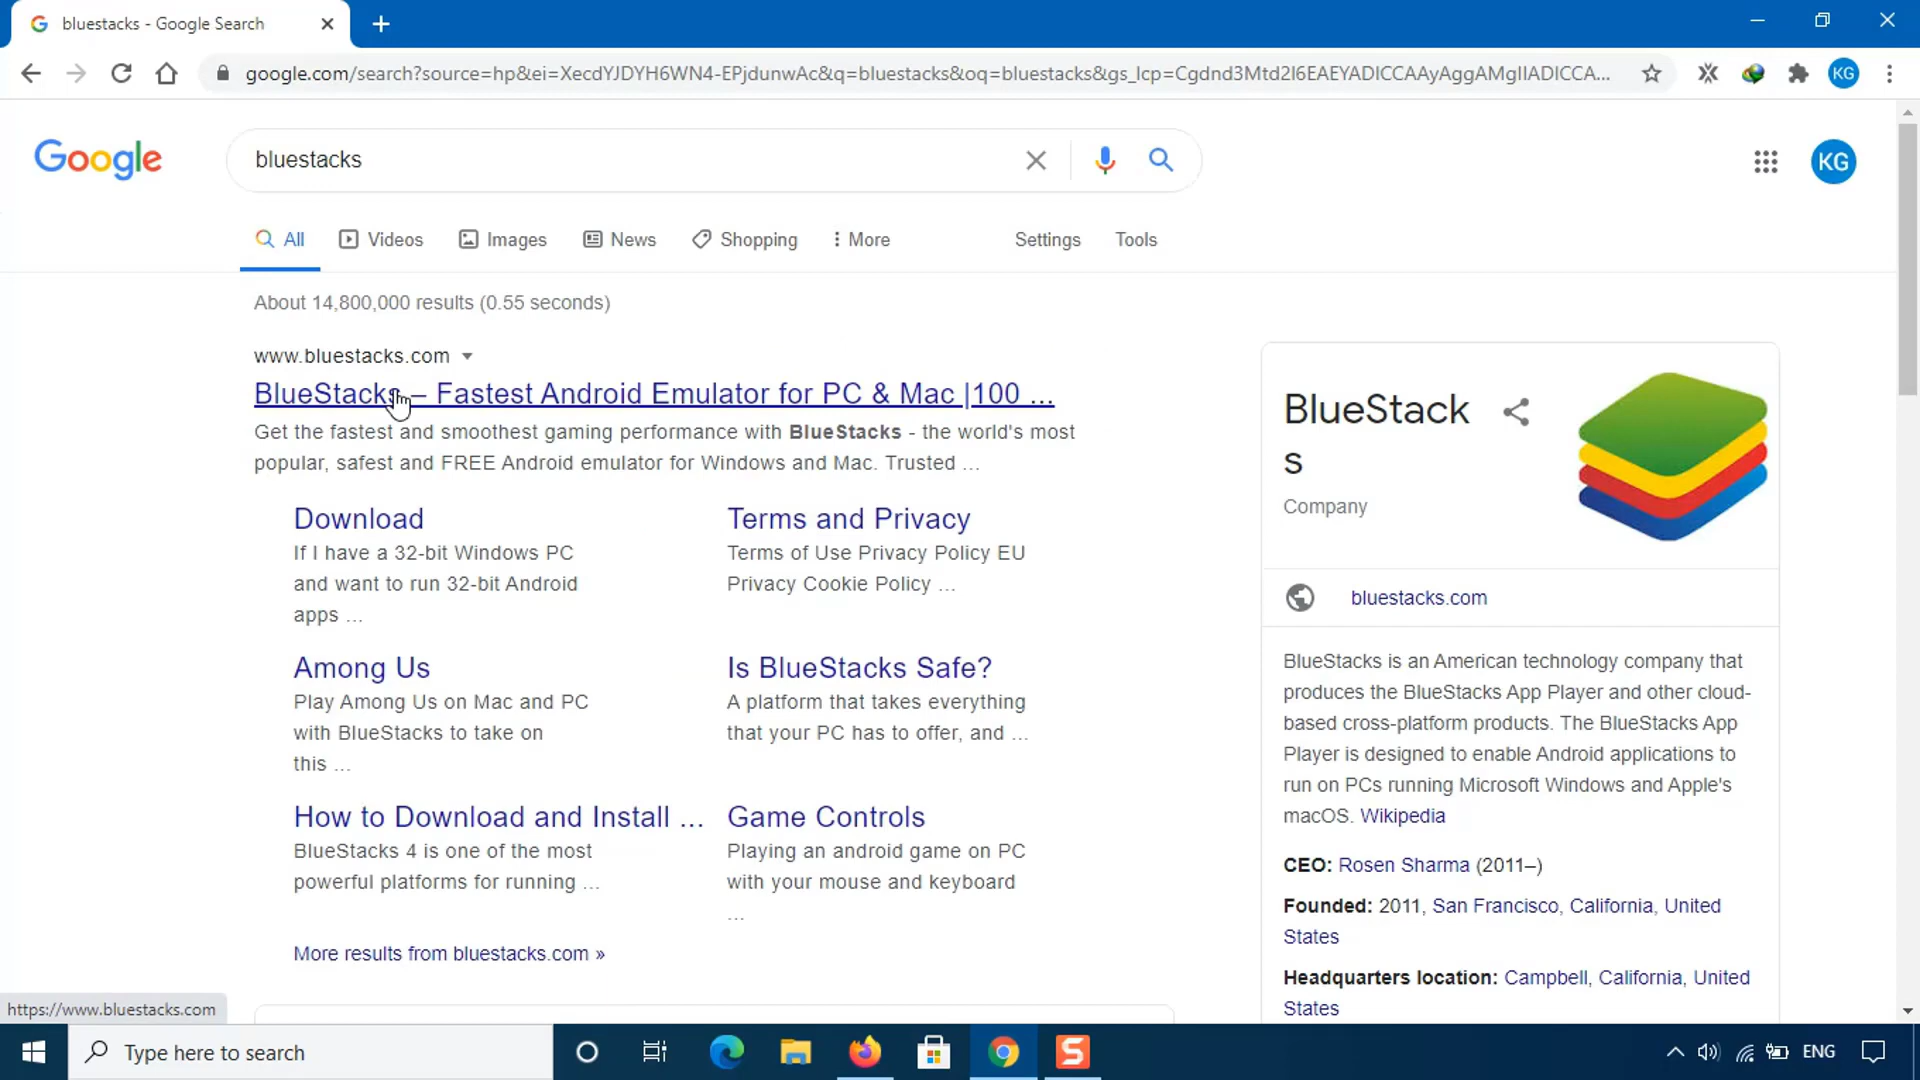 bluestacks - Google Search
google.com/search?source=hp&ei=XecdYJDYH6WN4-EPjdunwAc&q=bluestacks&oq=bluestacks&gs_lcp=Cgdnd3Mtd2l6EAEYADICCAAyAggAMgIIADICCA...
KG
Google
bluestacks
KG
All
Videos
Images
News
Shopping
More
Settings
Tools
About 14,800,000 results (0.55 seconds)
www.bluestacks.com
BlueStacks – Fastest Android Emulator for PC & Mac |100 ...
Get the fastest and smoothest gaming performance with BlueStacks - the world's most
popular, safest and FREE Android emulator for Windows and Mac. Trusted ...
Download
If I have a 32-bit Windows PC
and want to run 32-bit Android
apps ...
Terms and Privacy
Terms of Use Privacy Policy EU
Privacy Cookie Policy ...
Among Us
Play Among Us on Mac and PC
with BlueStacks to take on
this ...
Is BlueStacks Safe?
A platform that takes everything
that your PC has to offer, and ...
How to Download and Install ...
BlueStacks 4 is one of the most
powerful platforms for running ...
Game Controls
Playing an android game on PC
with your mouse and keyboard
...
More results from bluestacks.com »
BlueStack
s
Company
bluestacks.com
BlueStacks is an American technology company that
produces the BlueStacks App Player and other cloud-
based cross-platform products. The BlueStacks App
Player is designed to enable Android applications to
run on PCs running Microsoft Windows and Apple's
macOS. Wikipedia
CEO: Rosen Sharma (2011–)
Founded: 2011, San Francisco, California, United
States
Headquarters location: Campbell, California, United
States
https://www.bluestacks.com
Type here to search
S
ENG